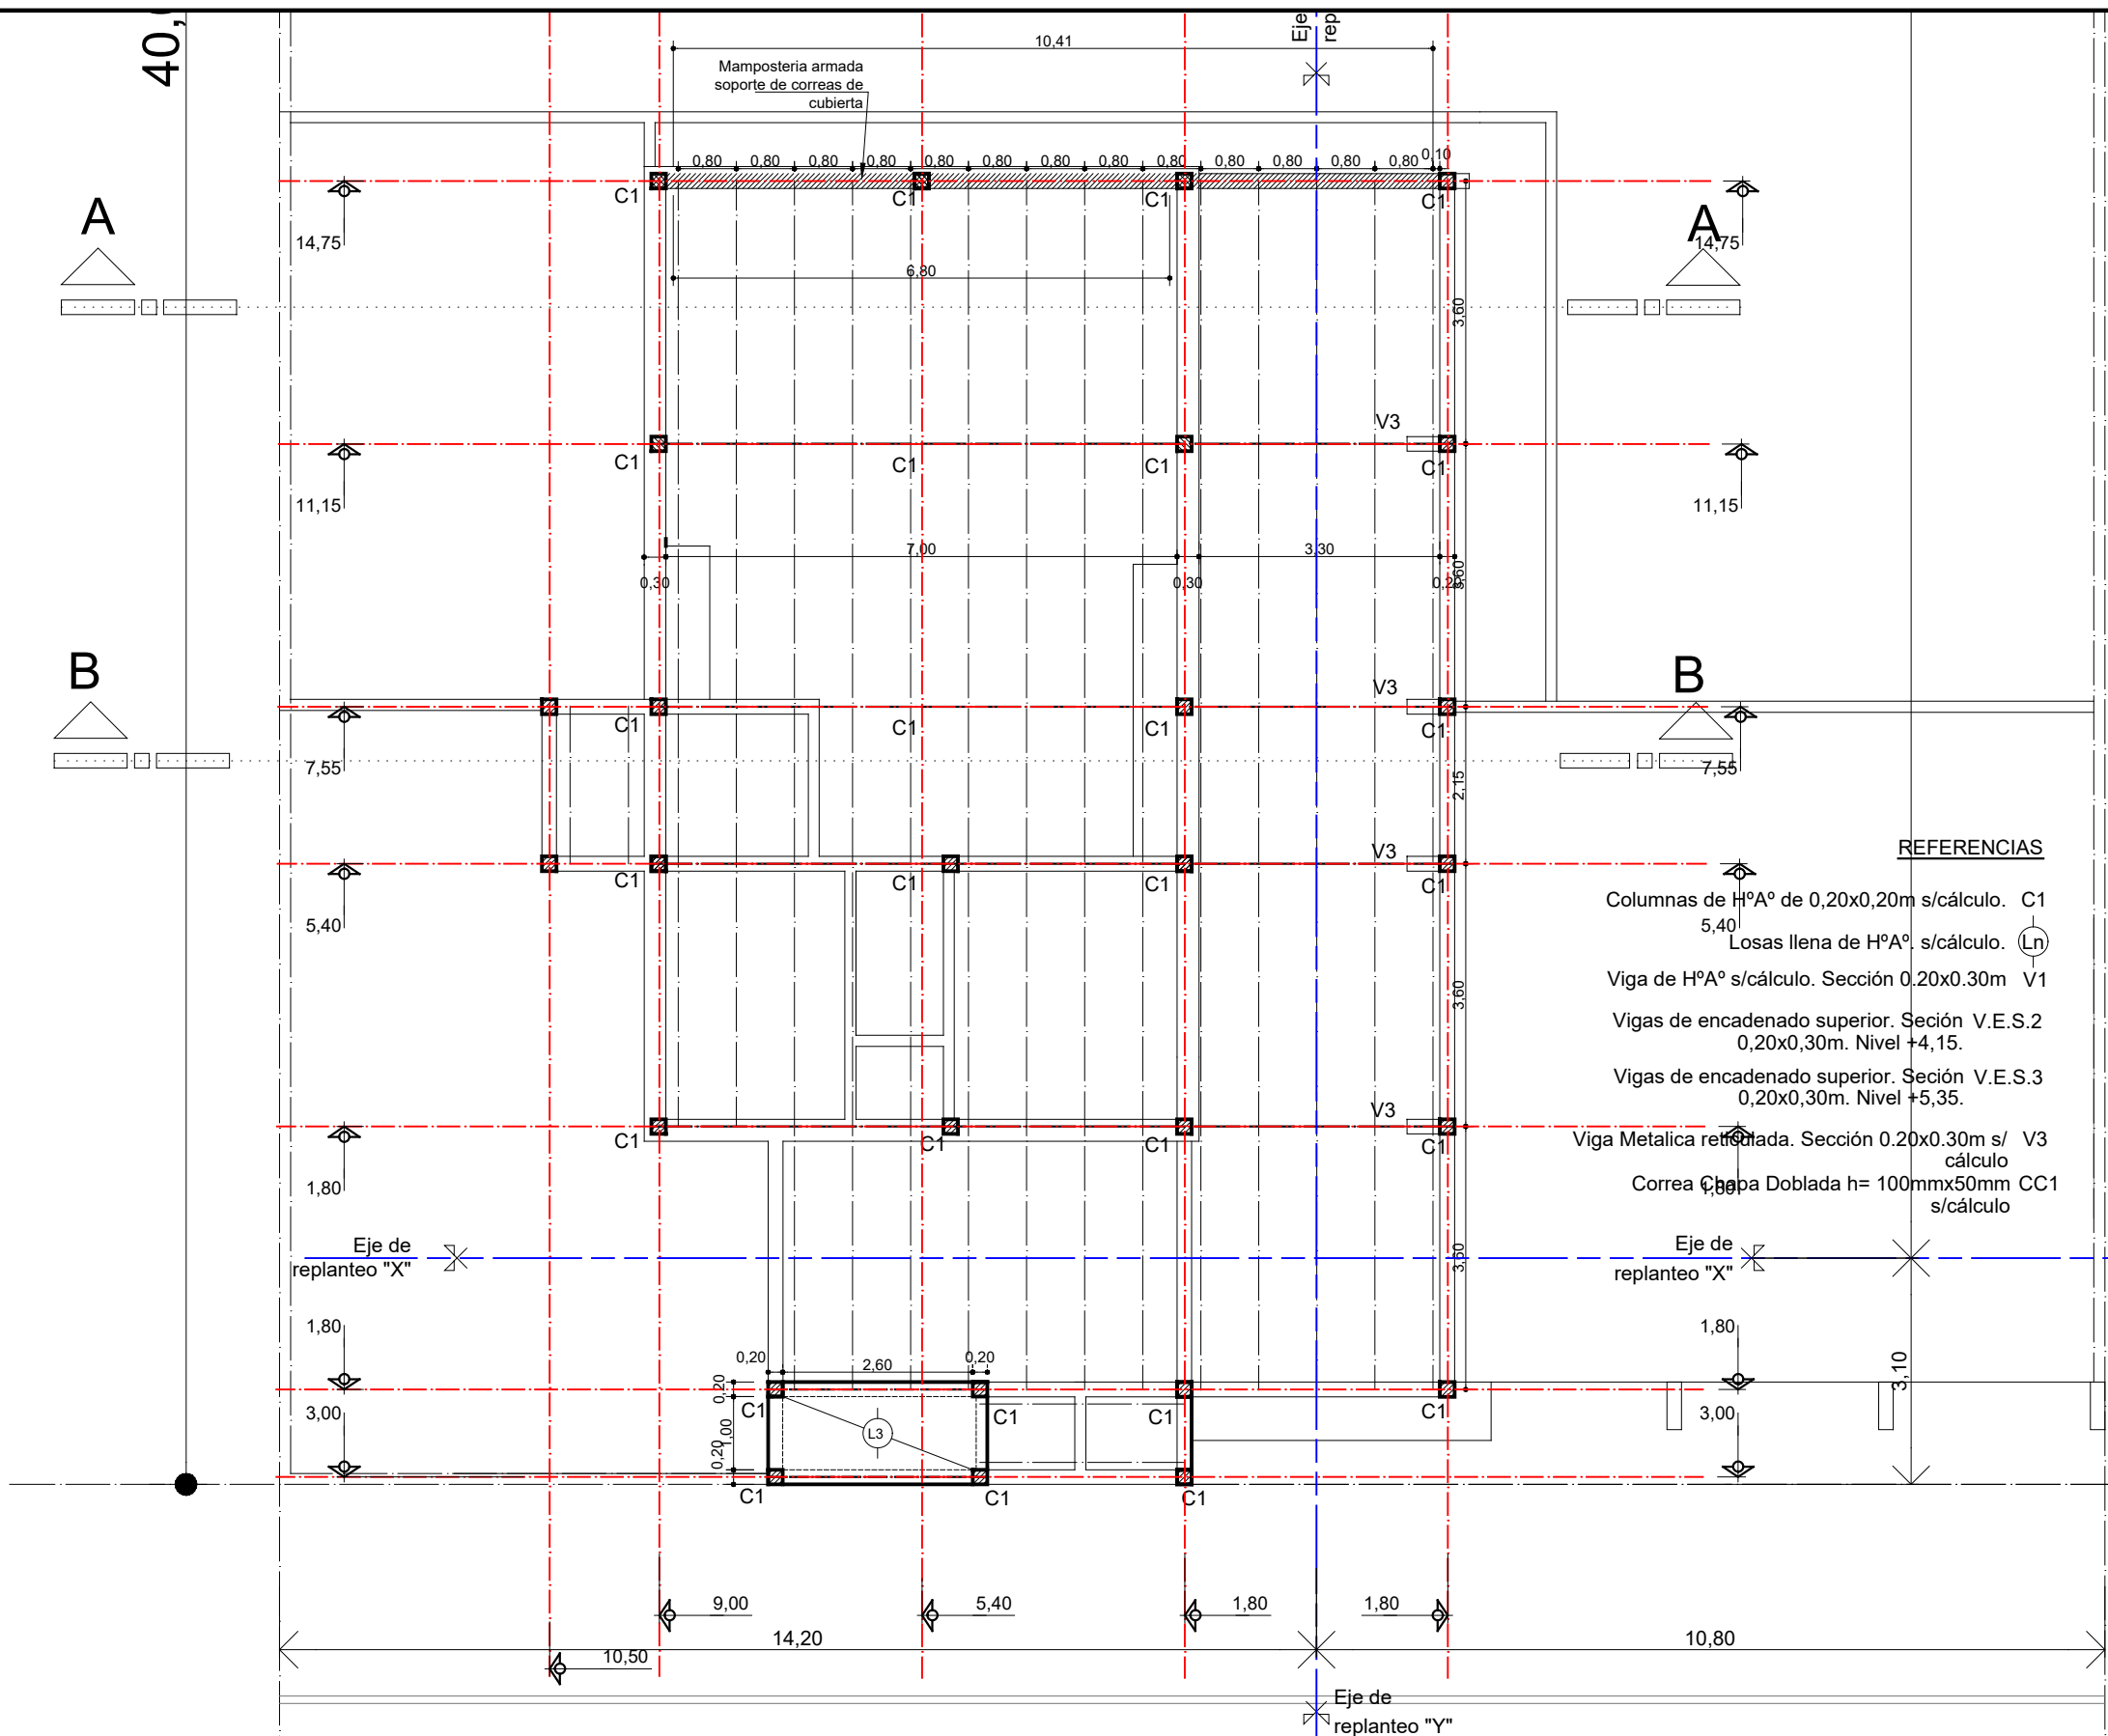 40,
Eje
rep
10,41
Mamposteria armada
soporte de correas de
cubierta
0,80 0,80 0,80 0,80 0,80 0,80 0,80 0,80 0,80 0,80 0,80 0,80 0,80 0,10
C1 C1 C1 C1
A A
14,75 14,75
6,80
3,60
V3
C1 C1 C1 C1
11,15 11,15
7,00 3,30
0,30 0,30
3,60
B B
V3
C1 C1 C1 C1
7,55 7,55
2,15
V3
C1 C1 C1 C1
5,40 5,40
REFERENCIAS
Columnas de HºAº de 0,20x0,20m s/cálculo. C1
Losas llena de HºAº. s/cálculo. Ln
Viga de HºAº s/cálculo. Sección 0.20x0.30m V1
Vigas de encadenado superior. Seción V.E.S.2
0,20x0,30m. Nivel +4,15.
Vigas de encadenado superior. Seción V.E.S.3
0,20x0,30m. Nivel +5,35.
Viga Metalica reticulada. Sección 0.20x0.30m s/ V3
cálculo
Correa Chapa Doblada h= 100mmx50mm CC1
s/cálculo
3,60
V3
C1 C1 C1 C1
1,80 1,80
Eje de
replanteo "X"
Eje de
replanteo "X"
3,60
1,80 1,80
3,10
0,20 2,60 0,20
0,20
1,00
0,20
3,00 3,00
C1 C1 C1 C1
L3
C1 C1 C1
9,00 5,40 1,80 1,80
14,20 10,80
10,50
Eje de
replanteo "Y"